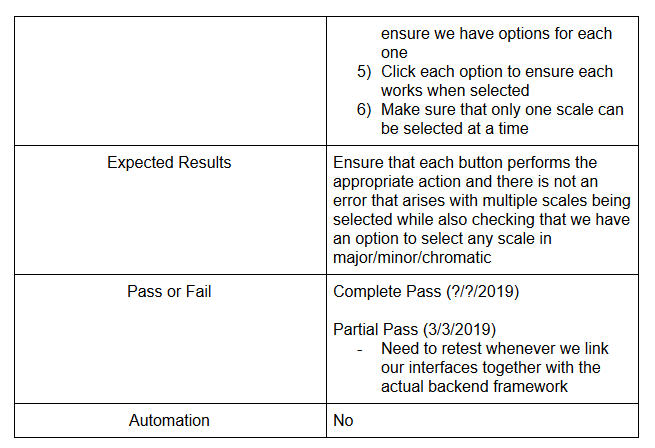 ensure we have options for each
one
5) Click each option to ensure each
works when selected
6) Make sure that only one scale can
be selected at a time
Expected Results
Ensure that each button performs the
appropriate action and there is not an
error that arises with multiple scales being
selected while also checking that we have
an option to select any scale in
major/minor/chromatic
Pass or Fail
Complete Pass (?/?/2019)
Partial Pass (3/3/2019)
- Need to retest whenever we link
our interfaces together with the
actual backend framework
Automation
No